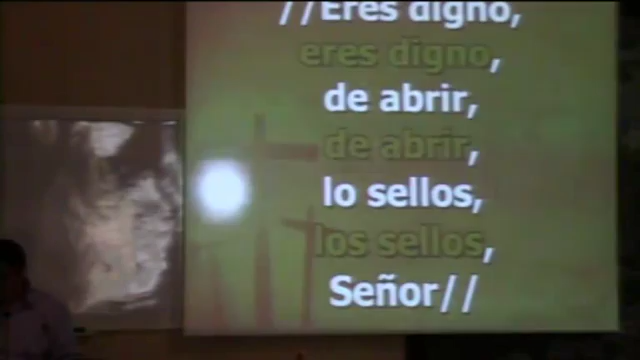 //Eres digno,
eres digno,
de abrir,
de abrir,
lo sellos,
los sellos,
Señor//